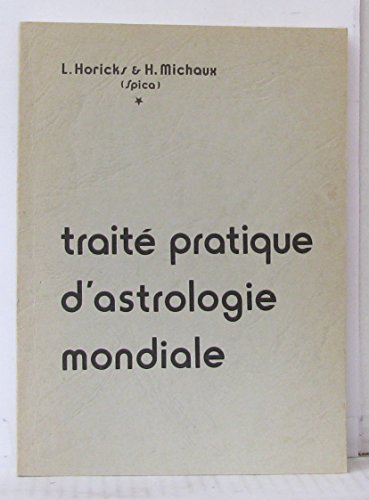 L. Horicks & H. Michaux
(Spica)
traité pratique
d'astrologie
mondiale